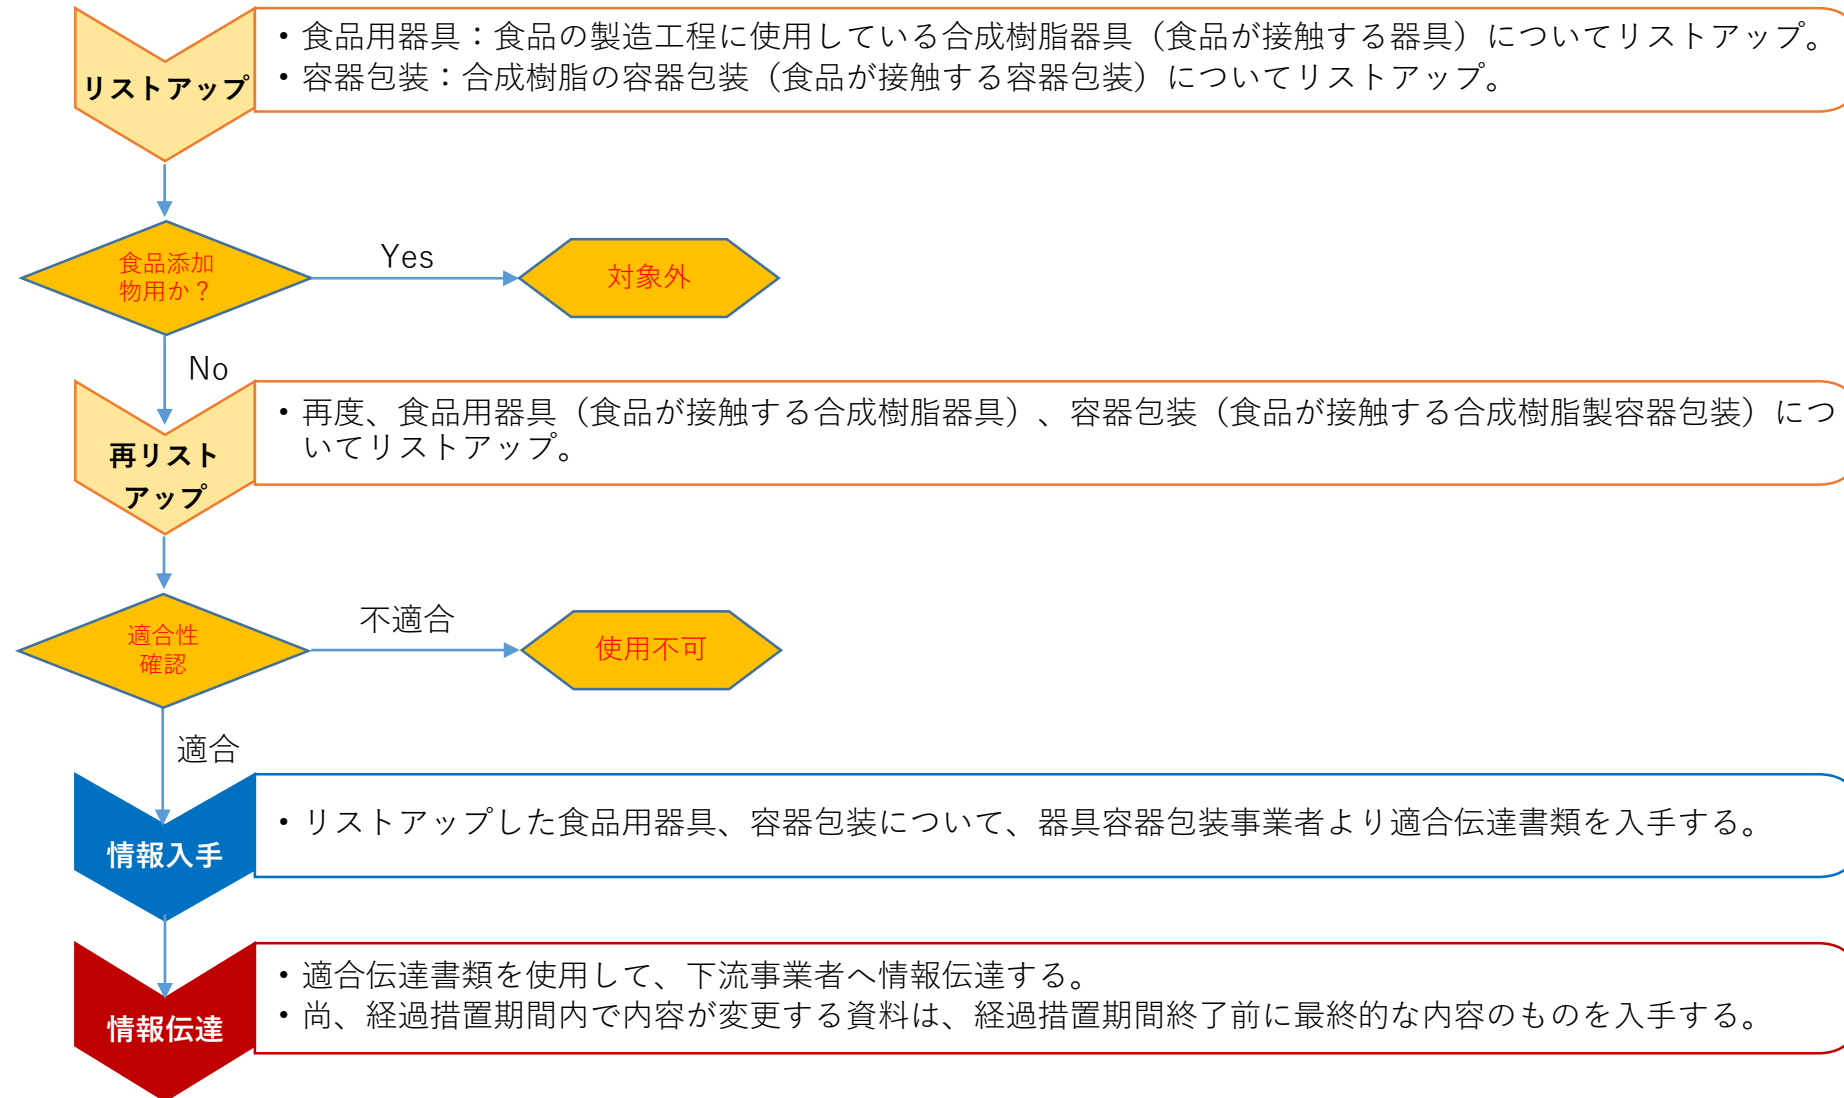 リストアップ
・食品用器具：食品の製造工程に使用している合成樹脂器具（食品が接触する器具）についてリストアップ。
・容器包装：合成樹脂の容器包装（食品が接触する容器包装）についてリストアップ。
食品添加
物用か？
Yes
対象外
No
再リスト
アップ
・再度、食品用器具（食品が接触する合成樹脂器具）、容器包装（食品が接触する合成樹脂製容器包装）につ
いてリストアップ。
適合性
確認
不適合
使用不可
適合
情報入手
・リストアップした食品用器具、容器包装について、器具容器包装事業者より適合伝達書類を入手する。
情報伝達
・適合伝達書類を使用して、下流事業者へ情報伝達する。
・尚、経過措置期間内で内容が変更する資料は、経過措置期間終了前に最終的な内容のものを入手する。